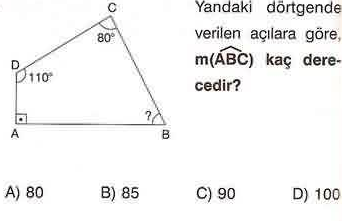 C
80°
D
110°
?
A
B
Yandaki dörtgende
verilen açılara göre,
m(ABC) kaç dere-
cedir?
A) 80 B) 85 C) 90 D) 100